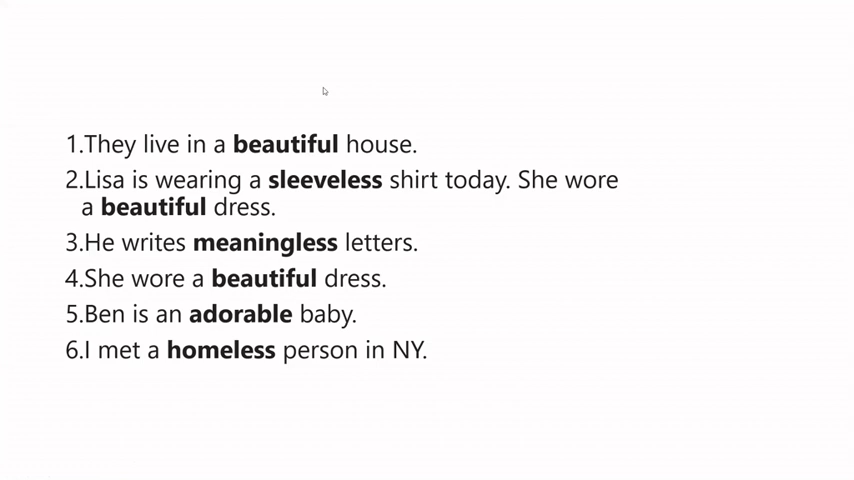 1.They live in a beautiful house.
2.Lisa is wearing a sleeveless shirt today. She wore
a beautiful dress.
3.He writes meaningless letters.
4.She wore a beautiful dress.
5.Ben is an adorable baby.
6.I met a homeless person in NY.